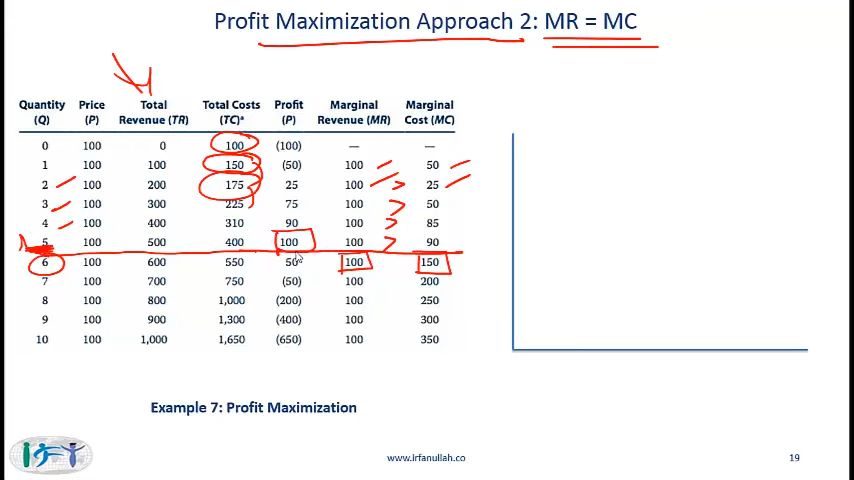 Profit Maximization Approach 2: MR = MC
Quantity Price Total Total Costs Profit Marginal Marginal
(Q) (P) Revenue (TR) (TC)ᵃ (P) Revenue (MR) Cost (MC)
0 100 0 100 (100) — —
1 100 100 150 (50) 100 50
2 100 200 175 25 100 25
3 100 300 225 75 100 50
4 100 400 310 90 100 85
5 100 500 400 100 100 90
6 100 600 550 50 100 150
7 100 700 750 (50) 100 200
8 100 800 1,000 (200) 100 250
9 100 900 1,300 (400) 100 300
10 100 1,000 1,650 (650) 100 350
Example 7: Profit Maximization
www.irfanullah.co
19